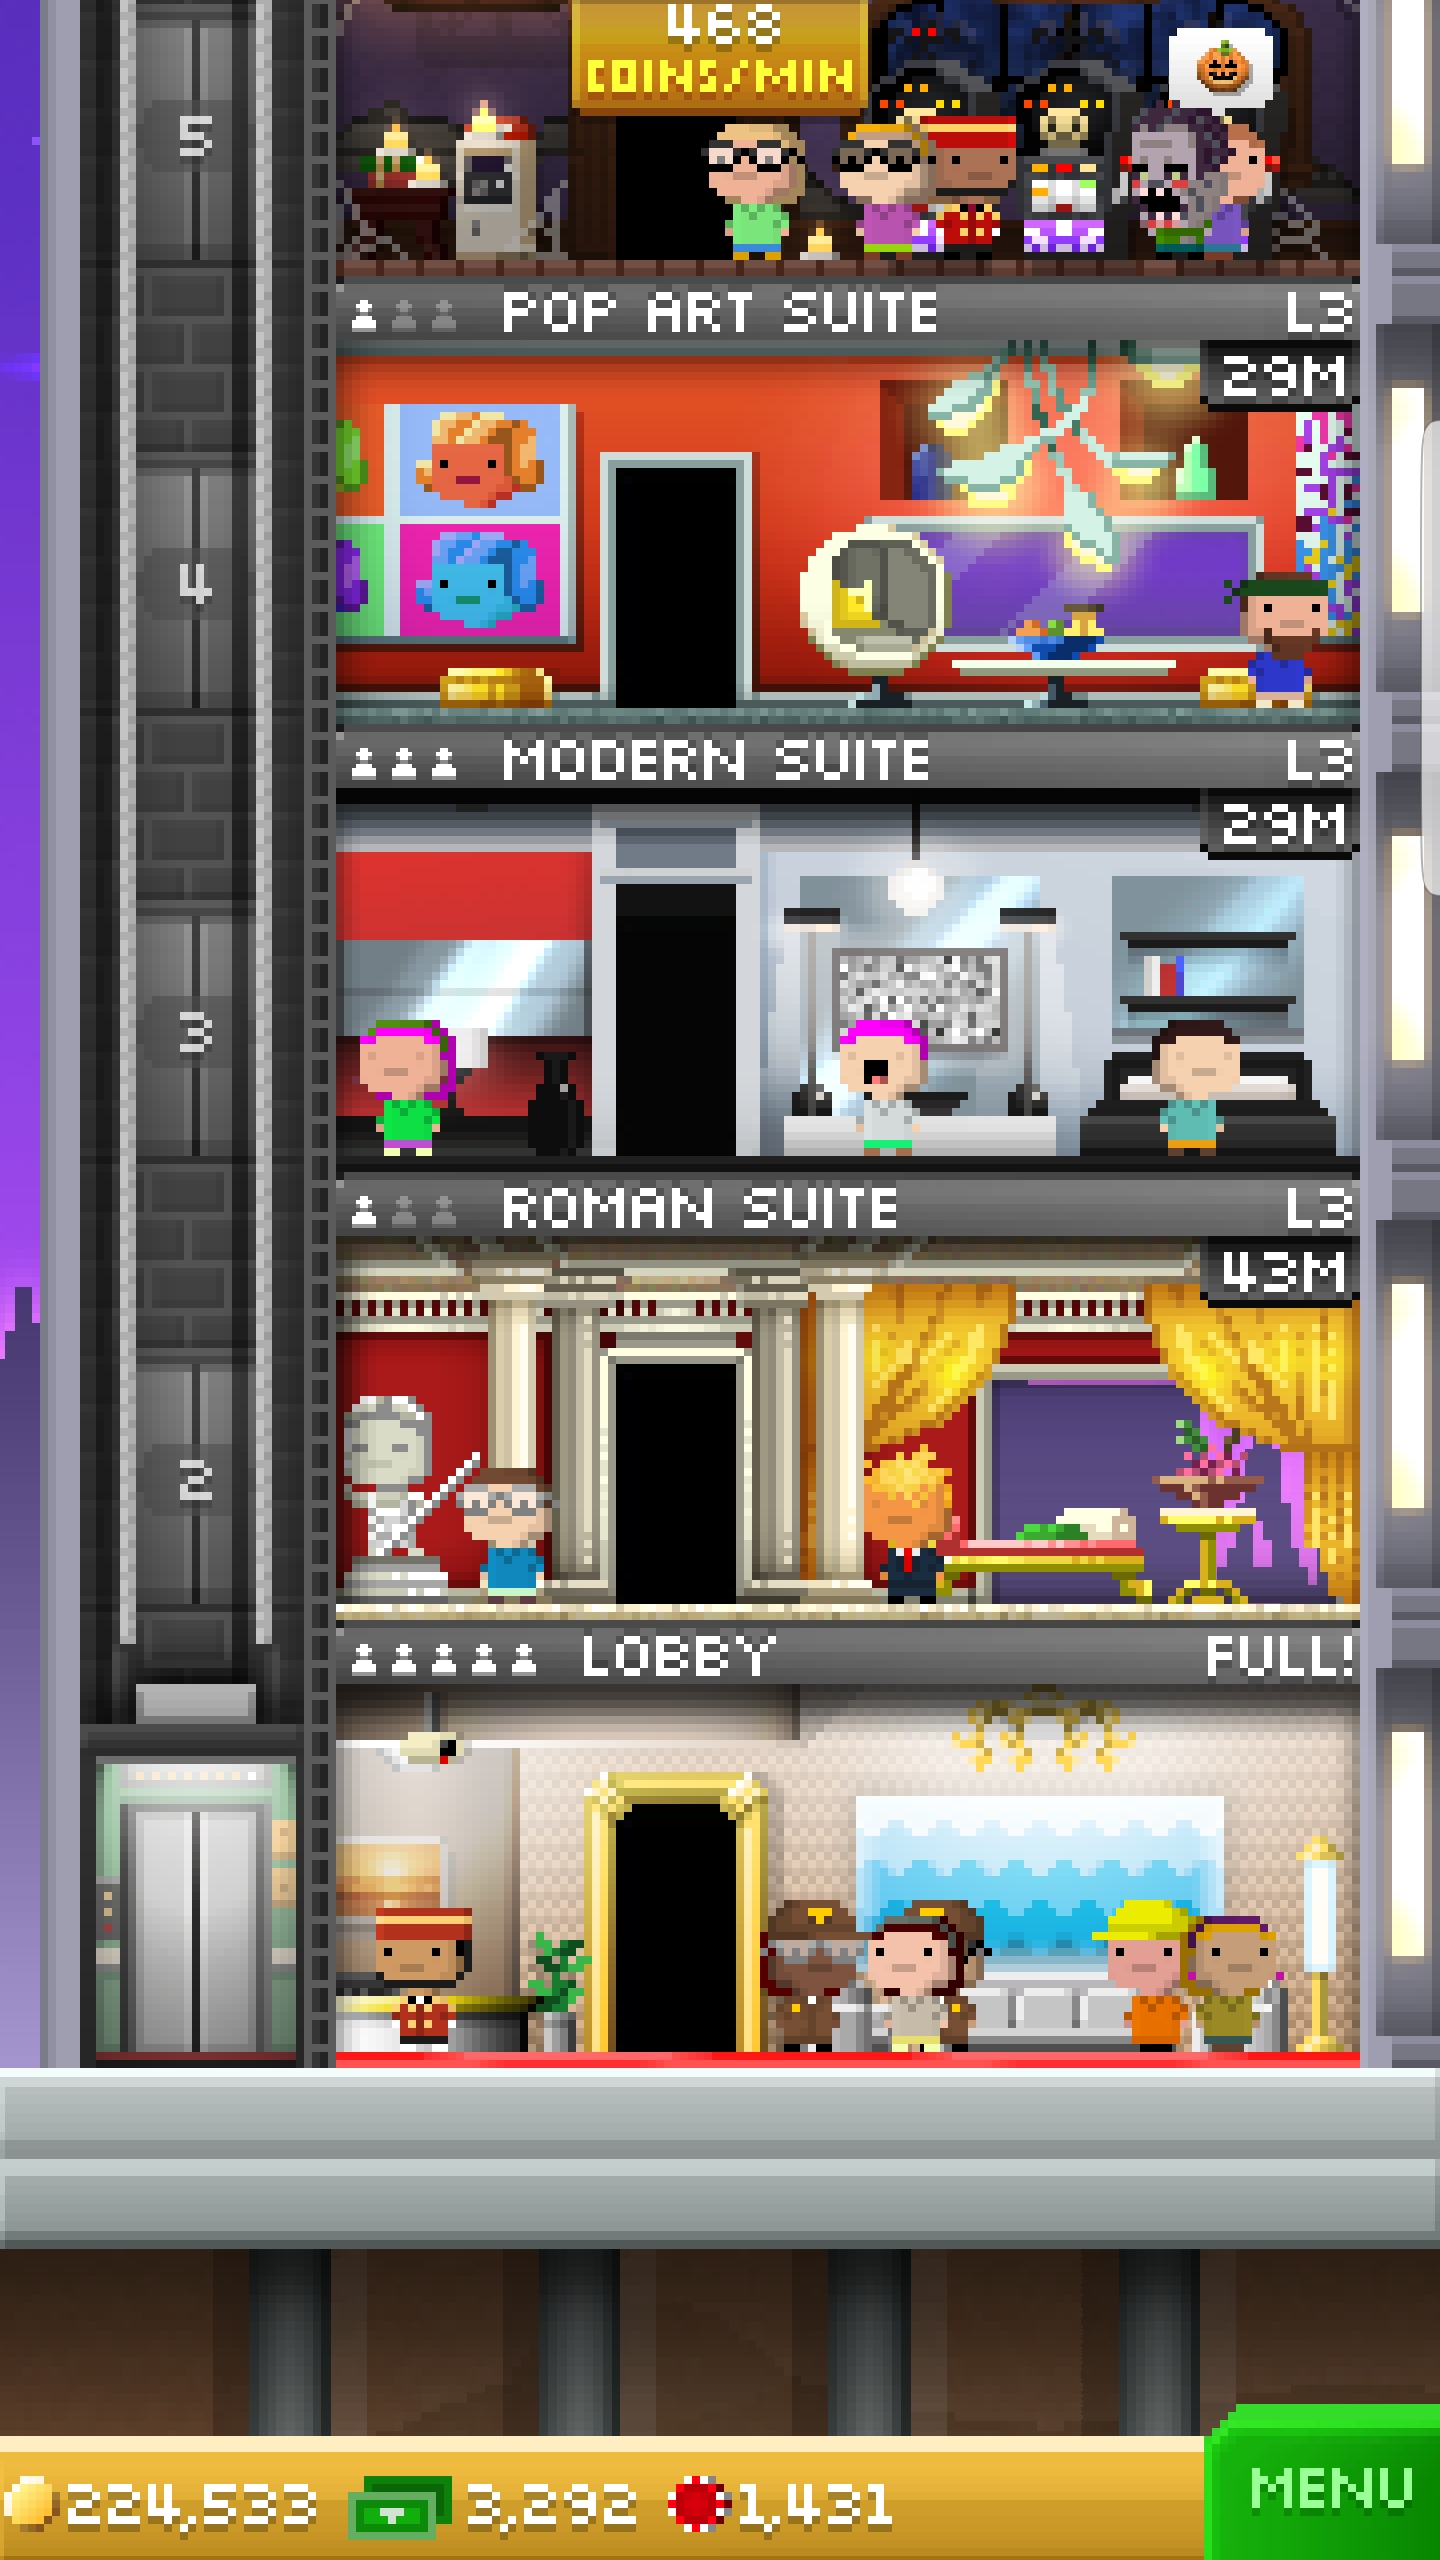 468
COINS/MIN
5
POP ART SUITE L3
29M
4
MODERN SUITE L3
29M
3
ROMAN SUITE L3
43M
2
LOBBY FULL!
224,533 3,292 1,431
MENU